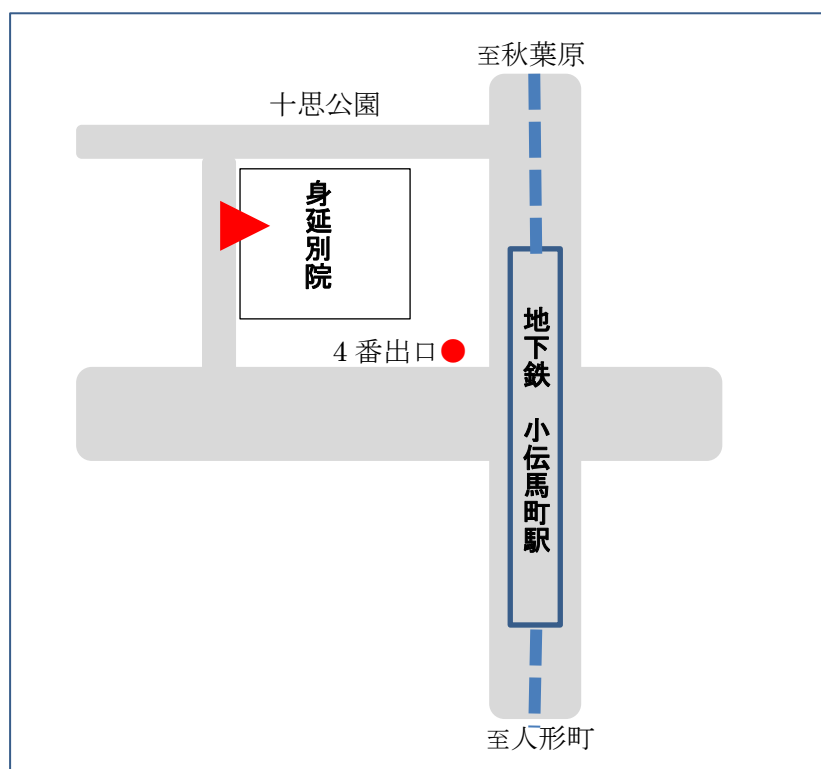 至秋葉原
十思公園
身延別院
４番出口
地下鉄　小伝馬町駅
至人形町